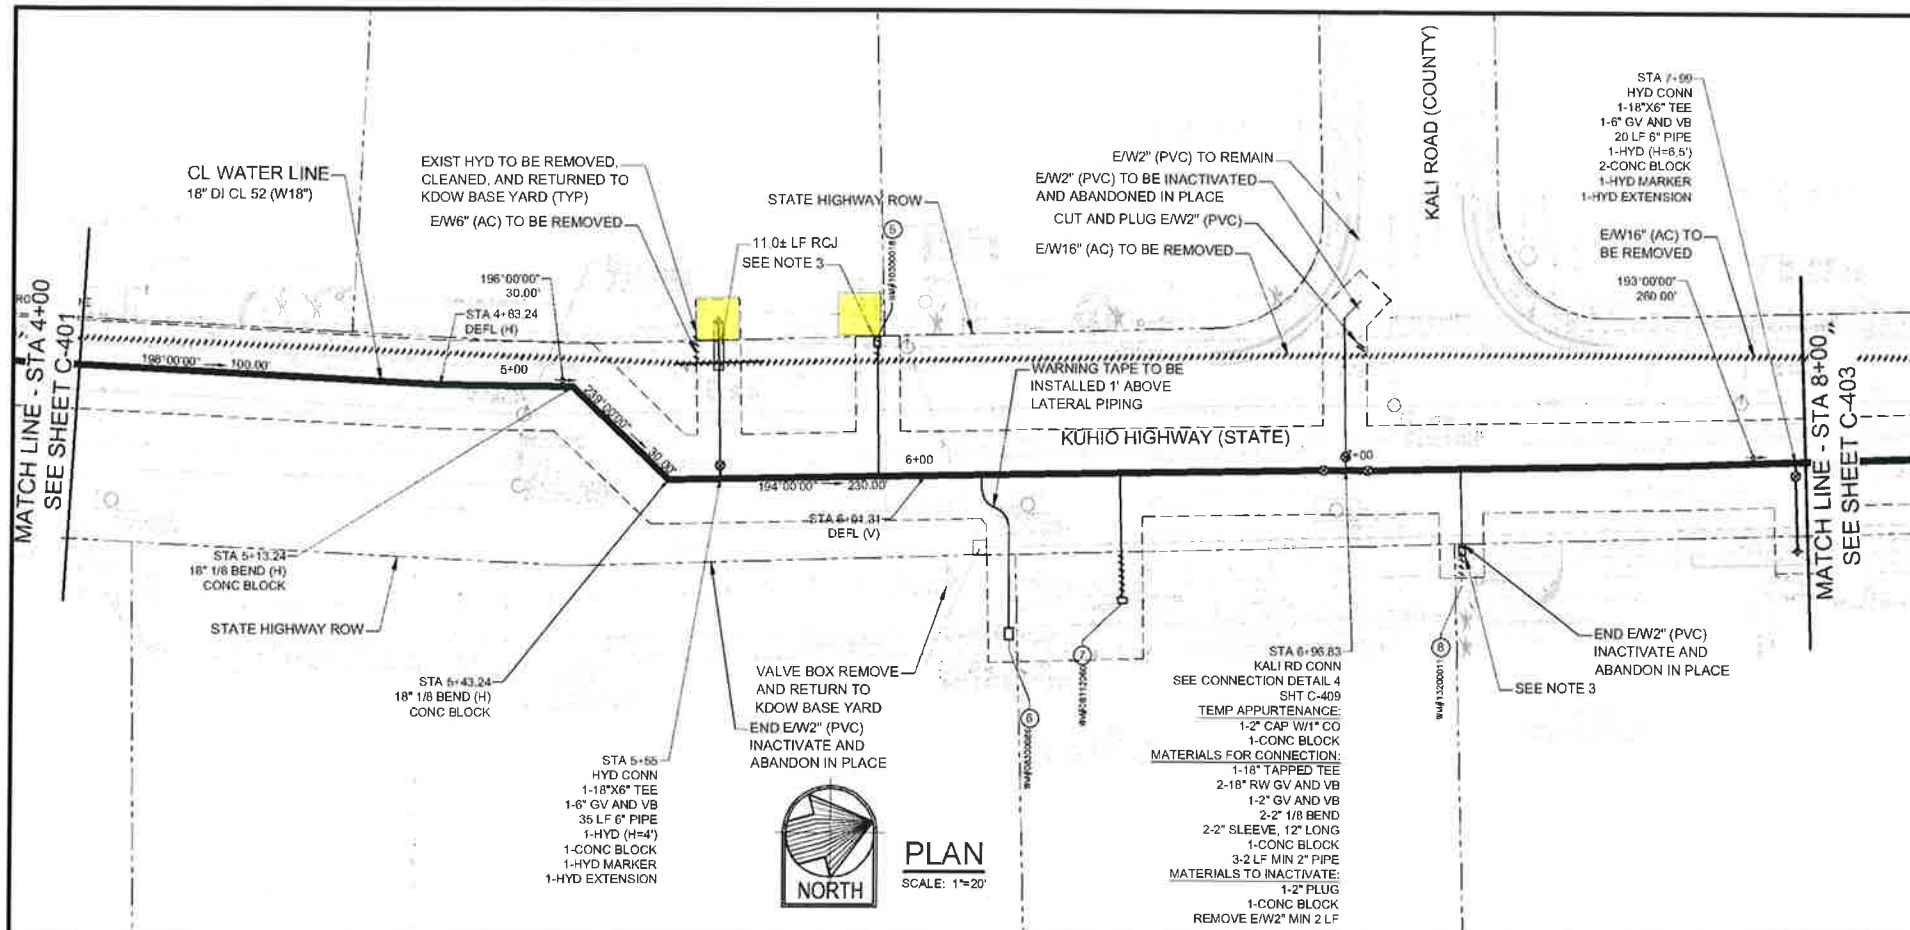 MATCH LINE - STA 4+00
SEE SHEET C-401
CL WATER LINE
18" DI CL 52 (W18")
EXIST HYD TO BE REMOVED,
CLEANED, AND RETURNED TO
KDOW BASE YARD (TYP)
E/W6" (AC) TO BE REMOVED
196°00'00"
30.00'
STA 4+83.24
DEFL (H)
198°00'00"
100.00'
5+00
239°00'00"
30.00'
11.0± LF RCJ
SEE NOTE 3
STATE HIGHWAY ROW
5
E/W2" (PVC) TO REMAIN
E/W2" (PVC) TO BE INACTIVATED
AND ABANDONED IN PLACE
CUT AND PLUG E/W2" (PVC)
E/W16" (AC) TO BE REMOVED
KALI ROAD (COUNTY)
STA 7+99
HYD CONN
1-18"X6" TEE
1-6" GV AND VB
20 LF 6" PIPE
1-HYD (H=6.5')
2-CONC BLOCK
1-HYD MARKER
1-HYD EXTENSION
E/W16" (AC) TO
BE REMOVED
193°00'00"
260.00'
MATCH LINE - STA 8+00
SEE SHEET C-403
WARNING TAPE TO BE
INSTALLED 1' ABOVE
LATERAL PIPING
KUHIO HIGHWAY (STATE)
6+00
194°00'00"
230.00'
STA 6+01.31
DEFL (V)
+00
STA 5+13.24
18" 1/8 BEND (H)
CONC BLOCK
STATE HIGHWAY ROW
STA 5+43.24
18" 1/8 BEND (H)
CONC BLOCK
VALVE BOX REMOVE
AND RETURN TO
KDOW BASE YARD
END E/W2" (PVC)
INACTIVATE AND
ABANDON IN PLACE
STA 5+55
HYD CONN
1-18"X6" TEE
1-6" GV AND VB
35 LF 6" PIPE
1-HYD (H=4')
1-CONC BLOCK
1-HYD MARKER
1-HYD EXTENSION
6
7
8
STA 6+96.83
KALI RD CONN
SEE CONNECTION DETAIL 4
SHT C-409
TEMP APPURTENANCE:
1-2" CAP W/1" CO
1-CONC BLOCK
MATERIALS FOR CONNECTION:
1-18" TAPPED TEE
2-18" RW GV AND VB
1-2" GV AND VB
2-2" 1/8 BEND
2-2" SLEEVE, 12" LONG
1-CONC BLOCK
3-2 LF MIN 2" PIPE
MATERIALS TO INACTIVATE:
1-2" PLUG
1-CONC BLOCK
REMOVE E/W2" MIN 2 LF
END E/W2" (PVC)
INACTIVATE AND
ABANDON IN PLACE
SEE NOTE 3
NORTH
PLAN
SCALE: 1"=20'